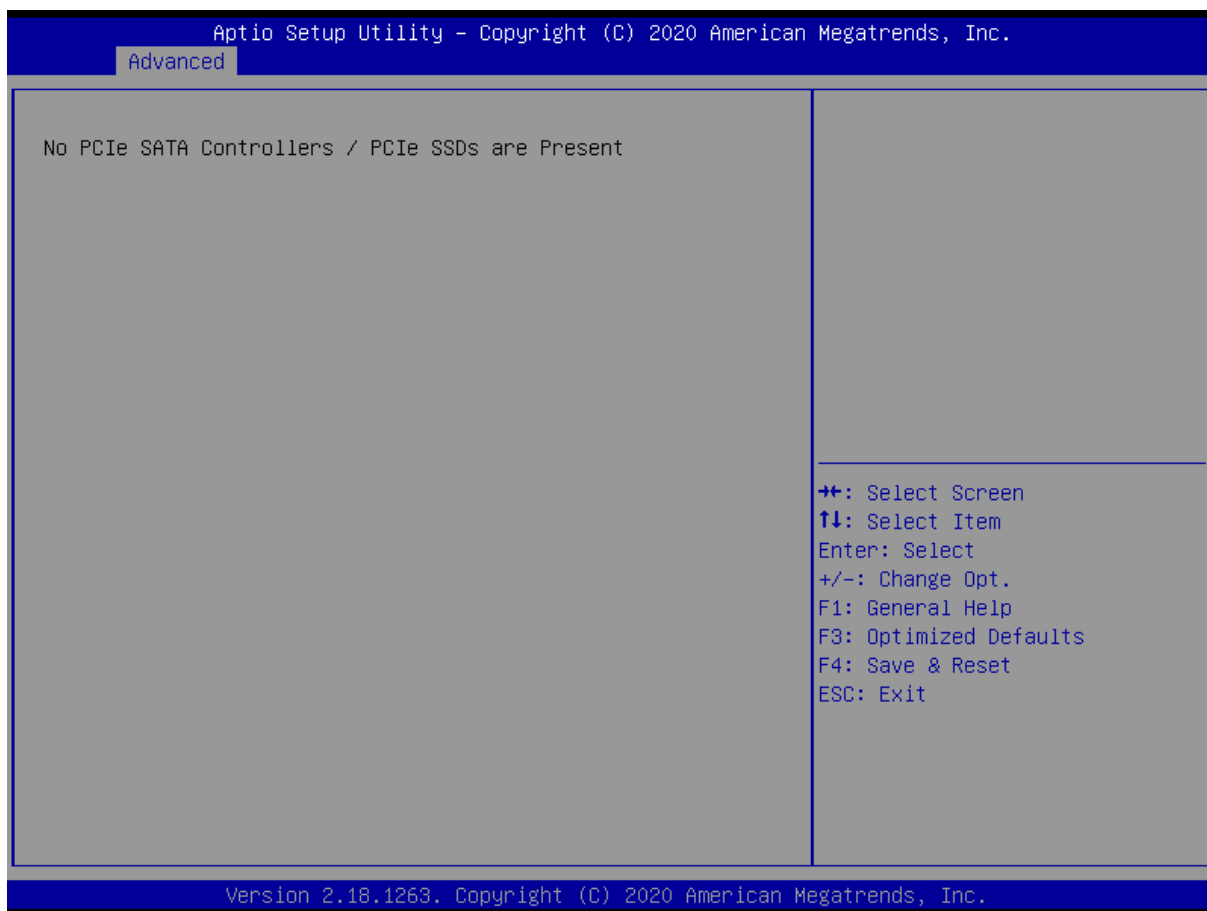 Aptio Setup Utility – Copyright (C) 2020 American Megatrends, Inc.
Advanced
No PCIe SATA Controllers / PCIe SSDs are Present
→←: Select Screen
↑↓: Select Item
Enter: Select
+/-: Change Opt.
F1: General Help
F3: Optimized Defaults
F4: Save & Reset
ESC: Exit
Version 2.18.1263. Copyright (C) 2020 American Megatrends, Inc.